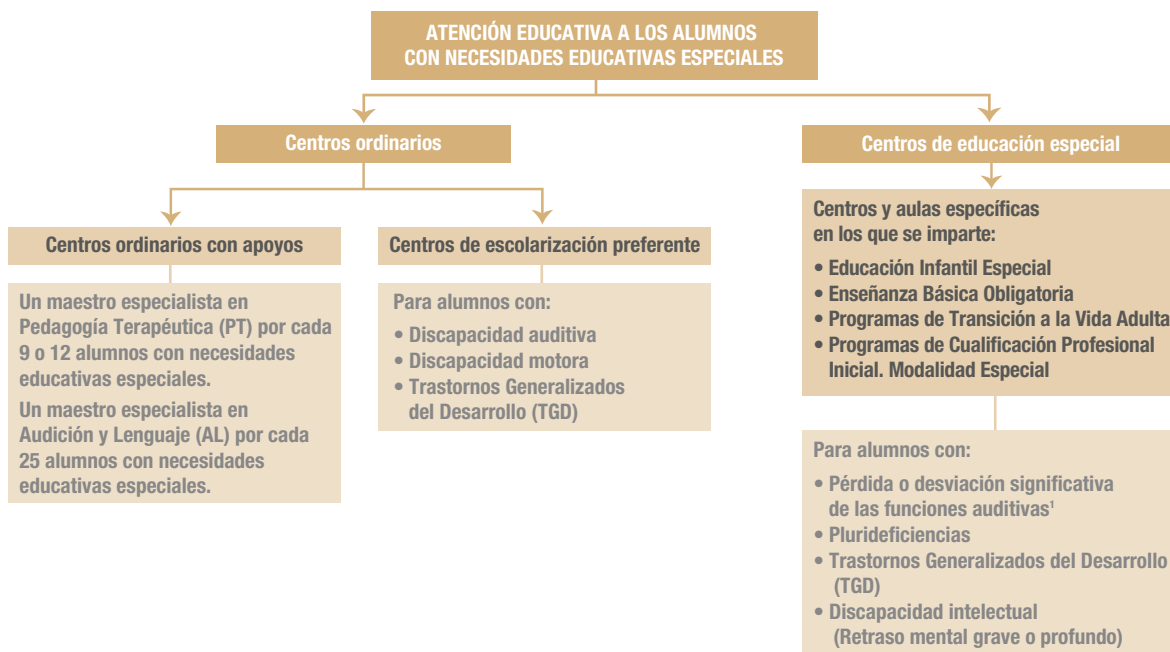 ATENCIÓN EDUCATIVA A LOS ALUMNOS
CON NECESIDADES EDUCATIVAS ESPECIALES
Centros ordinarios
Centros de educación especial
Centros ordinarios con apoyos
Un maestro especialista en
Pedagogía Terapéutica (PT) por cada
9 o 12 alumnos con necesidades
educativas especiales.
Un maestro especialista en
Audición y Lenguaje (AL) por cada
25 alumnos con necesidades
educativas especiales.
Centros de escolarización preferente
Para alumnos con:
• Discapacidad auditiva
• Discapacidad motora
• Trastornos Generalizados
del Desarrollo (TGD)
Centros y aulas específicas
en los que se imparte:
• Educación Infantil Especial
• Enseñanza Básica Obligatoria
• Programas de Transición a la Vida Adulta
• Programas de Cualificación Profesional
Inicial. Modalidad Especial
Para alumnos con:
• Pérdida o desviación significativa
de las funciones auditivas¹
• Plurideficiencias
• Trastornos Generalizados del Desarrollo
(TGD)
• Discapacidad intelectual
(Retraso mental grave o profundo)